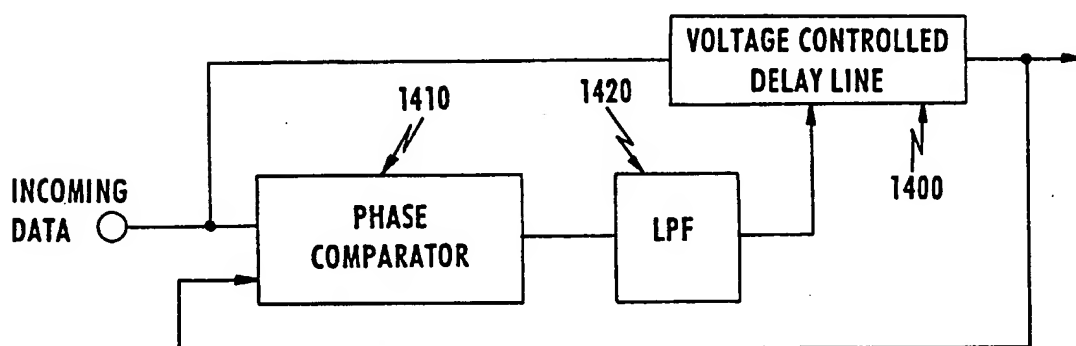 VOLTAGE CONTROLLED
DELAY LINE
1410
1420
1400
INCOMING
DATA
PHASE
COMPARATOR
LPF